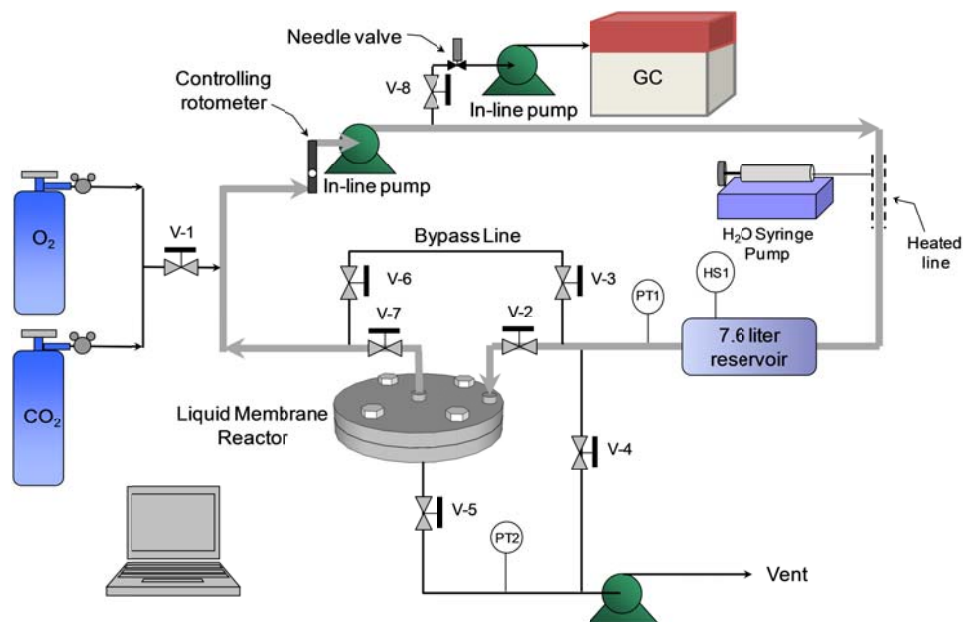 Needle valve
Controlling
rotometer
V-8
In-line pump
GC
In-line pump
O2
V-1
H2O Syringe
Pump
Heated
line
Bypass Line
V-6
V-3
PT1
HS1
V-7
V-2
7.6 liter
reservoir
CO2
Liquid Membrane
Reactor
V-4
V-5
PT2
Vent